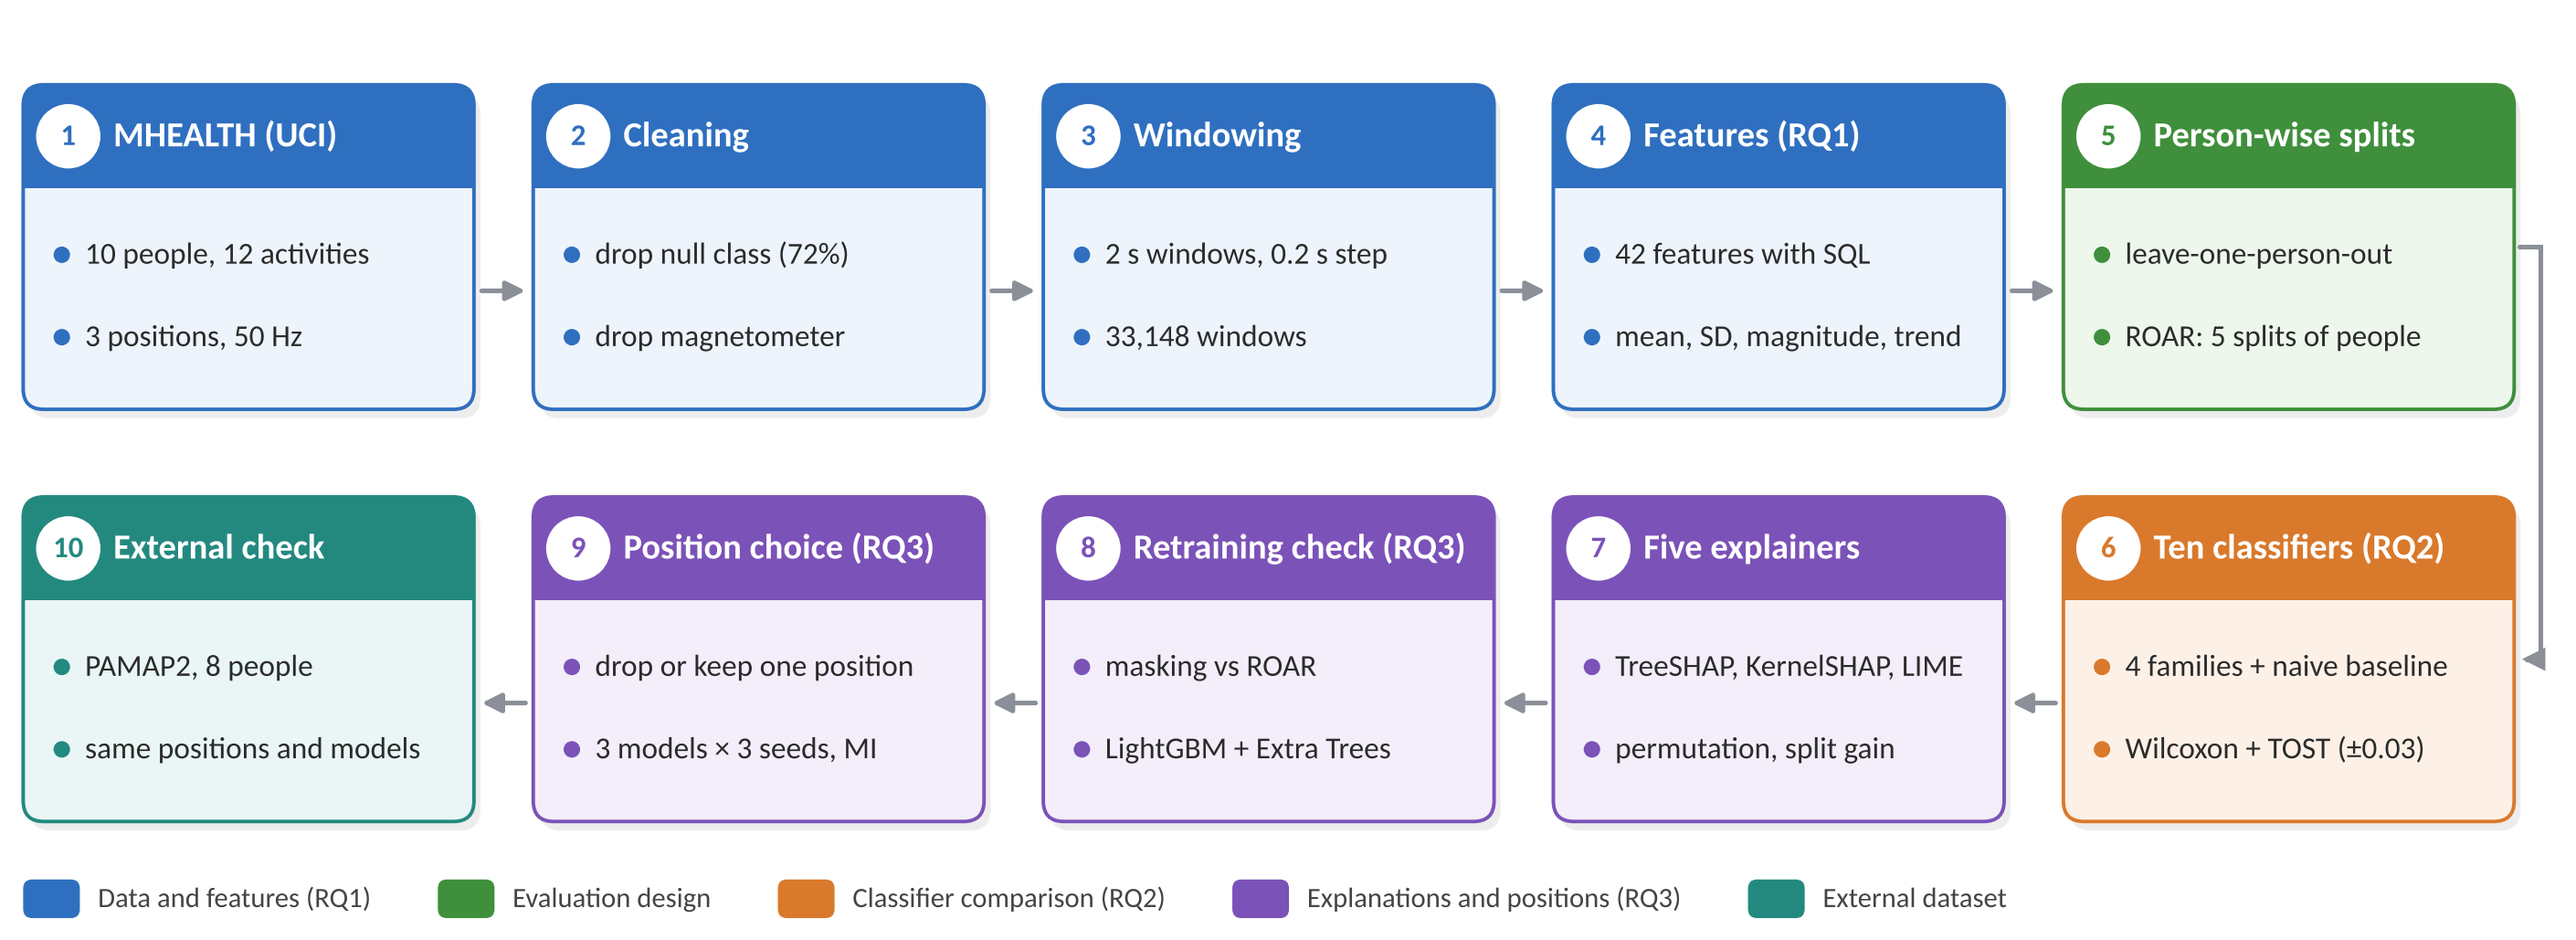 1 MHEALTH (UCI)
10 people, 12 activities
3 positions, 50 Hz
2 Cleaning
drop null class (72%)
drop magnetometer
3 Windowing
2 s windows, 0.2 s step
33,148 windows
4 Features (RQ1)
42 features with SQL
mean, SD, magnitude, trend
5 Person-wise splits
leave-one-person-out
ROAR: 5 splits of people
6 Ten classifiers (RQ2)
4 families + naive baseline
Wilcoxon + TOST (±0.03)
7 Five explainers
TreeSHAP, KernelSHAP, LIME
permutation, split gain
8 Retraining check (RQ3)
masking vs ROAR
LightGBM + Extra Trees
9 Position choice (RQ3)
drop or keep one position
3 models × 3 seeds, MI
10 External check
PAMAP2, 8 people
same positions and models
Data and features (RQ1)
Evaluation design
Classifier comparison (RQ2)
Explanations and positions (RQ3)
External dataset